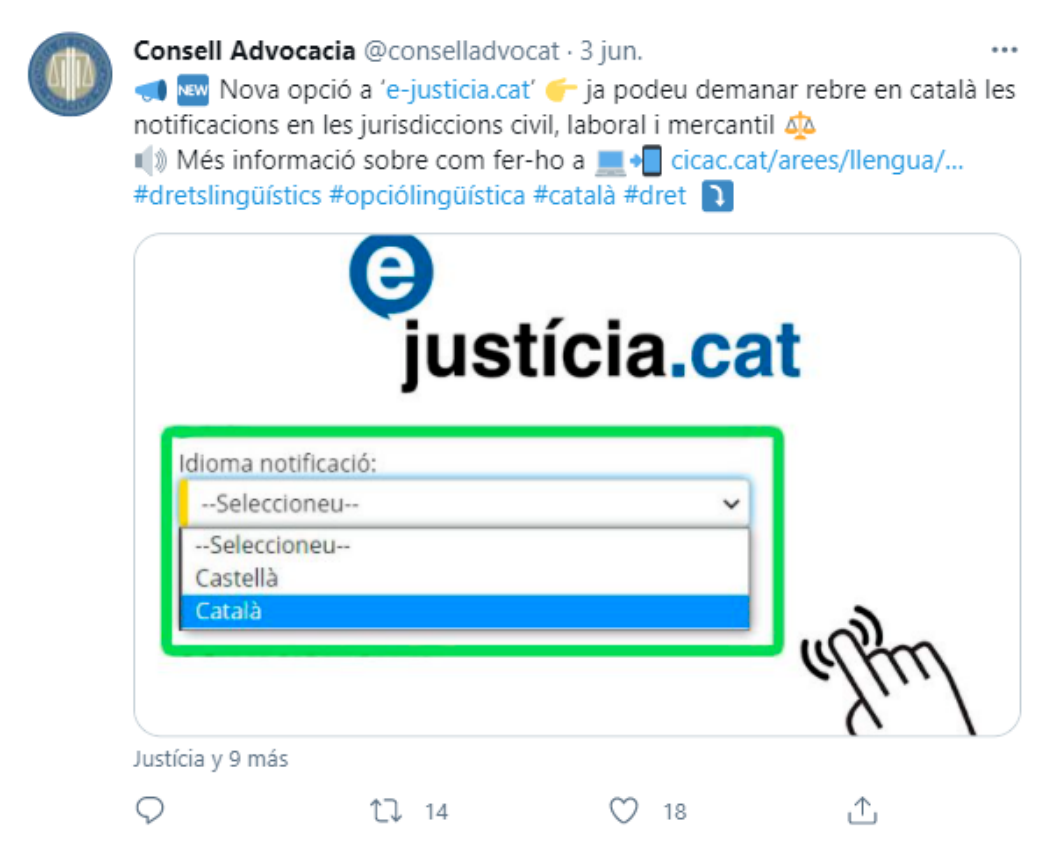 Consell Advocacia @conselladvocat · 3 jun.
📢 🆕 Nova opció a ‘e-justicia.cat’ 👉 ja podeu demanar rebre en català les
notificacions en les jurisdiccions civil, laboral i mercantil ⚖️
🔊 Més informació sobre com fer-ho a 💻📲 cicac.cat/arees/llengua/...
#dretslingüístics #opciólingüística #català #dret ⤵️
e
justícia.cat
Idioma notificació:
--Seleccioneu--
--Seleccioneu--
Castellà
Català
Justícia y 9 más
14 18